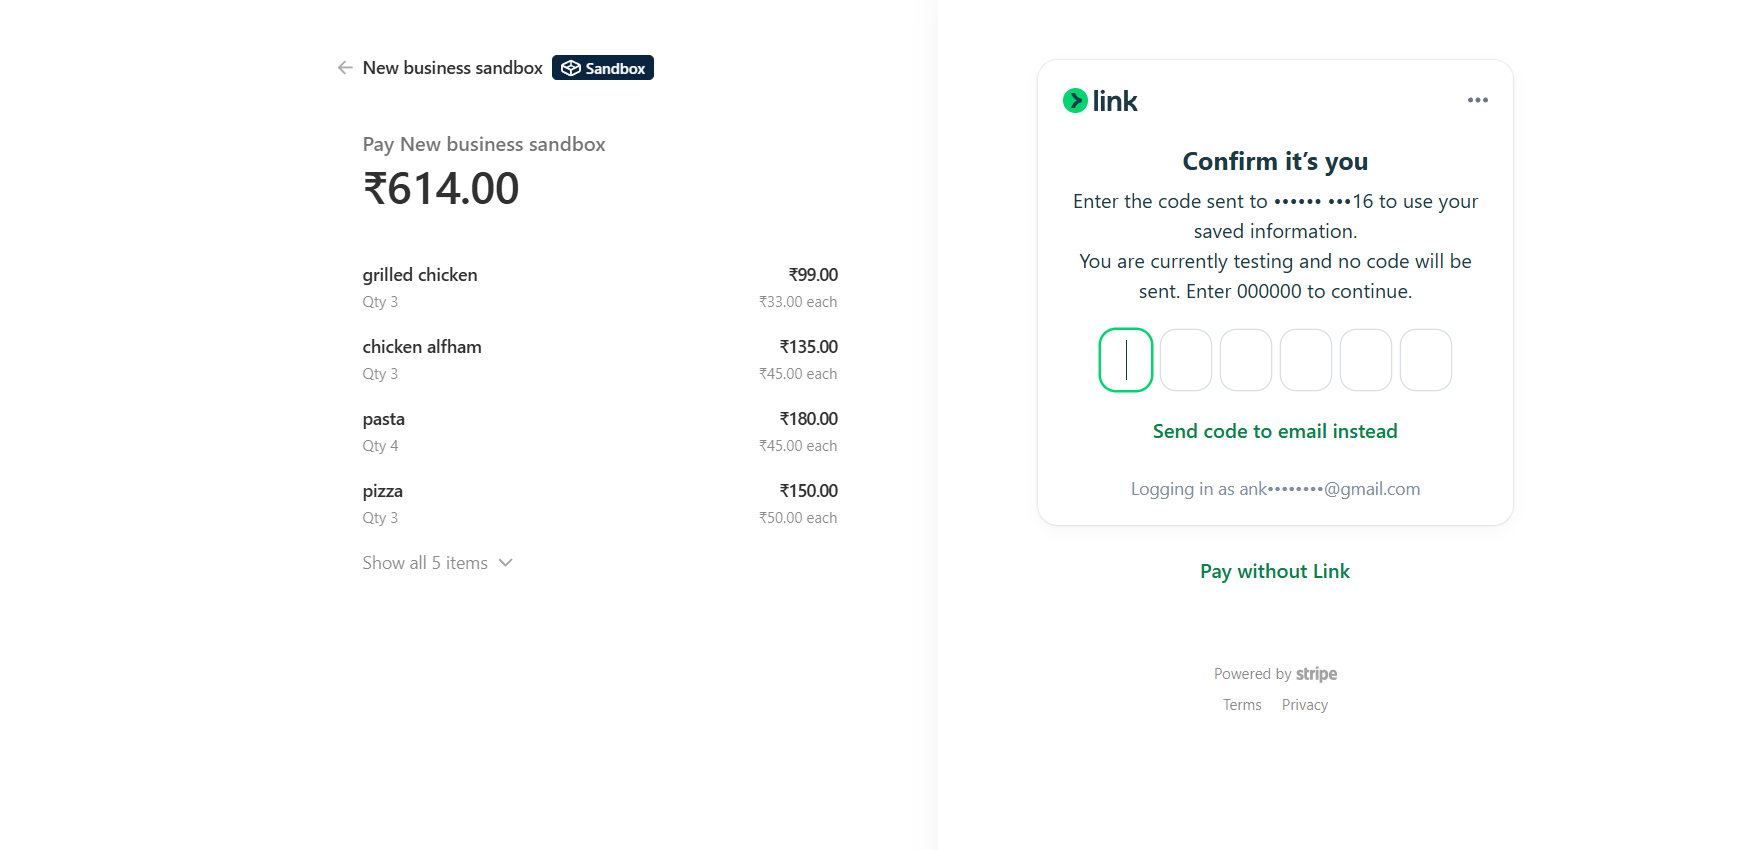 New business sandbox Sandbox
Pay New business sandbox
₹614.00
grilled chicken ₹99.00
Qty 3 ₹33.00 each
chicken alfham ₹135.00
Qty 3 ₹45.00 each
pasta ₹180.00
Qty 4 ₹45.00 each
pizza ₹150.00
Qty 3 ₹50.00 each
Show all 5 items
link
Confirm it’s you
Enter the code sent to •••••• •••16 to use your
saved information.
You are currently testing and no code will be
sent. Enter 000000 to continue.
Send code to email instead
Logging in as ank••••••••@gmail.com
Pay without Link
Powered by stripe
Terms Privacy